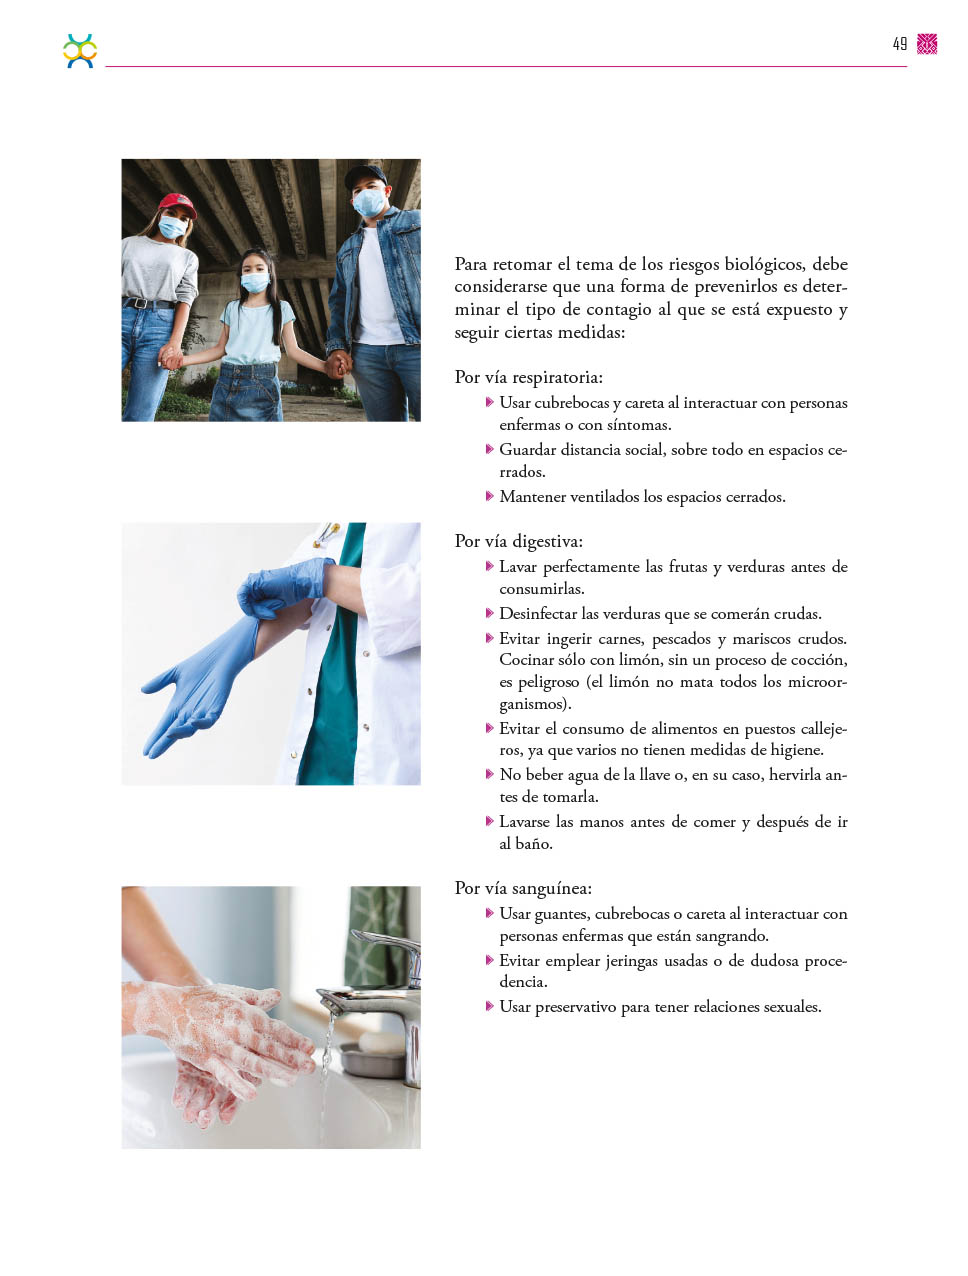 49
Para retomar el tema de los riesgos biológicos, debe
considerarse que una forma de prevenirlos es deter-
minar el tipo de contagio al que se está expuesto y
seguir ciertas medidas:
Por vía respiratoria:
Usar cubrebocas y careta al interactuar con personas
enfermas o con síntomas.
Guardar distancia social, sobre todo en espacios ce-
rrados.
Mantener ventilados los espacios cerrados.
Por vía digestiva:
Lavar perfectamente las frutas y verduras antes de
consumirlas.
Desinfectar las verduras que se comerán crudas.
Evitar ingerir carnes, pescados y mariscos crudos.
Cocinar sólo con limón, sin un proceso de cocción,
es peligroso (el limón no mata todos los microor-
ganismos).
Evitar el consumo de alimentos en puestos calleje-
ros, ya que varios no tienen medidas de higiene.
No beber agua de la llave o, en su caso, hervirla an-
tes de tomarla.
Lavarse las manos antes de comer y después de ir
al baño.
Por vía sanguínea:
Usar guantes, cubrebocas o careta al interactuar con
personas enfermas que están sangrando.
Evitar emplear jeringas usadas o de dudosa proce-
dencia.
Usar preservativo para tener relaciones sexuales.